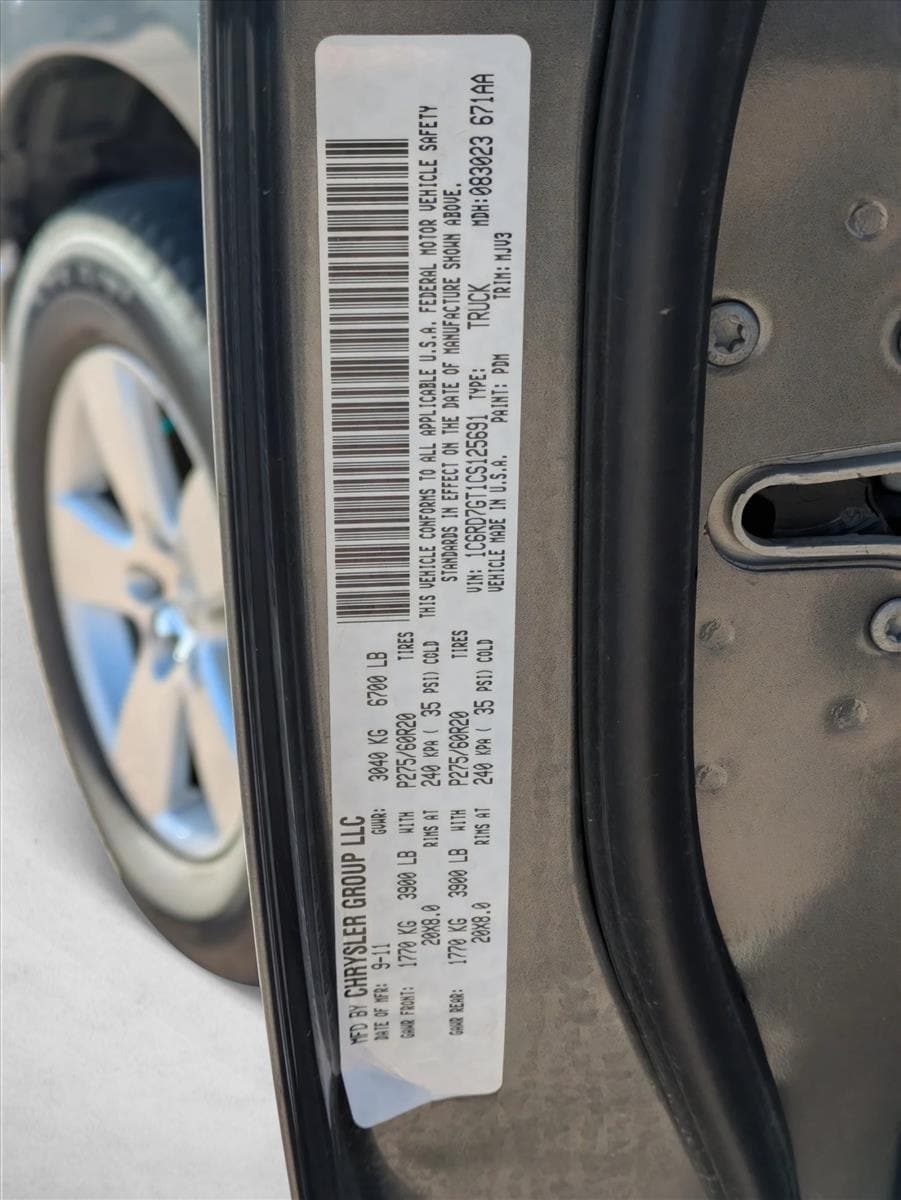 MFD BY CHRYSLER GROUP LLC
DATE OF MFR: 9-11 GVWR: 3040 KG 6700 LB
GAWR FRONT: 1770 KG 3900 LB WITH P275/60R20 TIRES
20X8.0 RIMS AT 240 KPA ( 35 PSI) COLD
GAWR REAR: 1770 KG 3900 LB WITH P275/60R20 TIRES
20X8.0 RIMS AT 240 KPA ( 35 PSI) COLD
THIS VEHICLE CONFORMS TO ALL APPLICABLE U.S.A. FEDERAL MOTOR VEHICLE SAFETY
STANDARDS IN EFFECT ON THE DATE OF MANUFACTURE SHOWN ABOVE.
VIN: 1C6RD7GT1CS125691 TYPE: TRUCK MDH:083023 671AA
VEHICLE MADE IN U.S.A. PAINT: PDM TRIM: MJV3